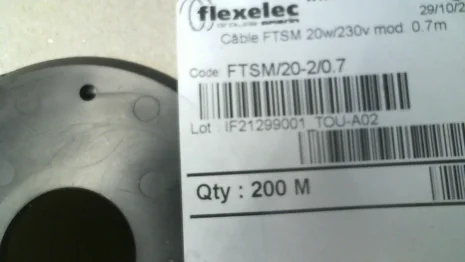 flexelec
29/10/2
Câble FTSM 20w/230v mod. 0.7m
Code: FTSM/20-2/0.7
Lot : IF21299001 TOU-A02
Qty : 200 M